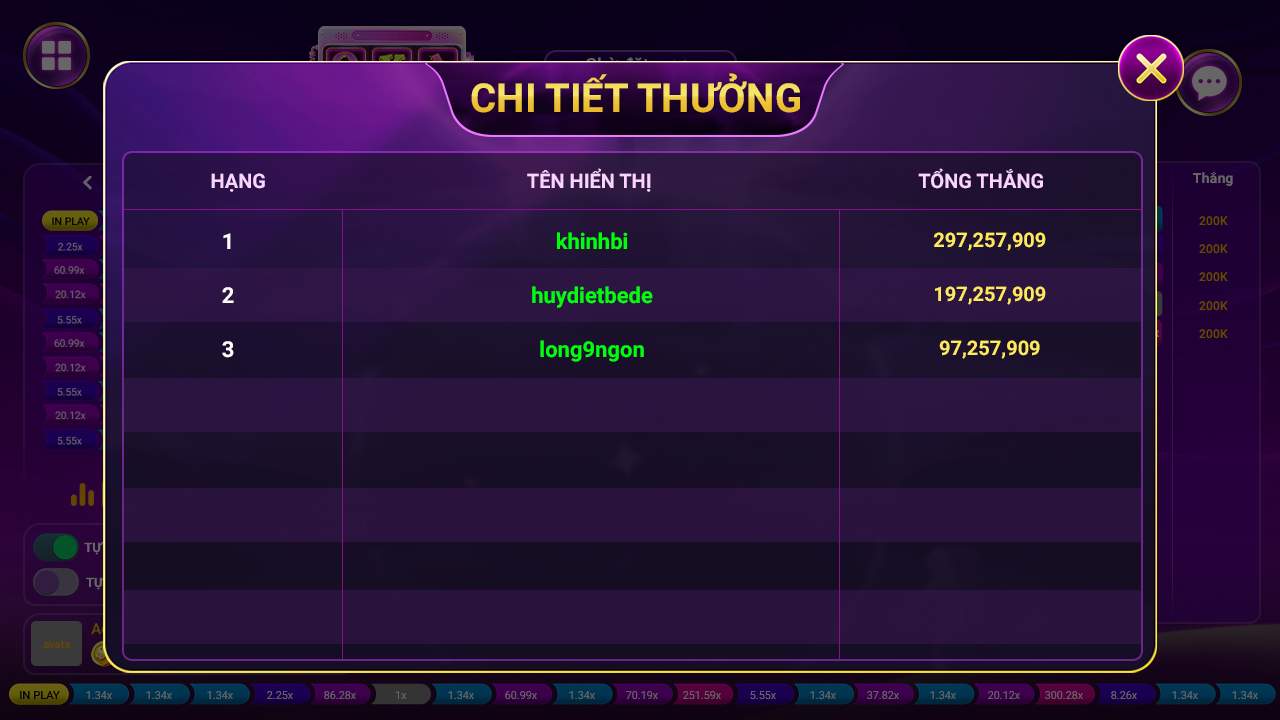 CHI TIẾT THƯỞNG
HẠNG TÊN HIỂN THỊ TỔNG THẮNG
1 khinhbi 297,257,909
2 huydietbede 197,257,909
3 long9ngon 97,257,909
Thắng
200K
200K
200K
200K
200K
IN PLAY
2.25x
60.99x
20.12x
5.55x
60.99x
20.12x
5.55x
20.12x
5.55x
TỰ
TỰ
avata
IN PLAY 1.34x 1.34x 1.34x 2.25x 86.28x 1x 1.34x 60.99x 1.34x 70.19x 251.59x 5.55x 1.34x 37.82x 1.34x 20.12x 300.28x 8.26x 1.34x 1.34x